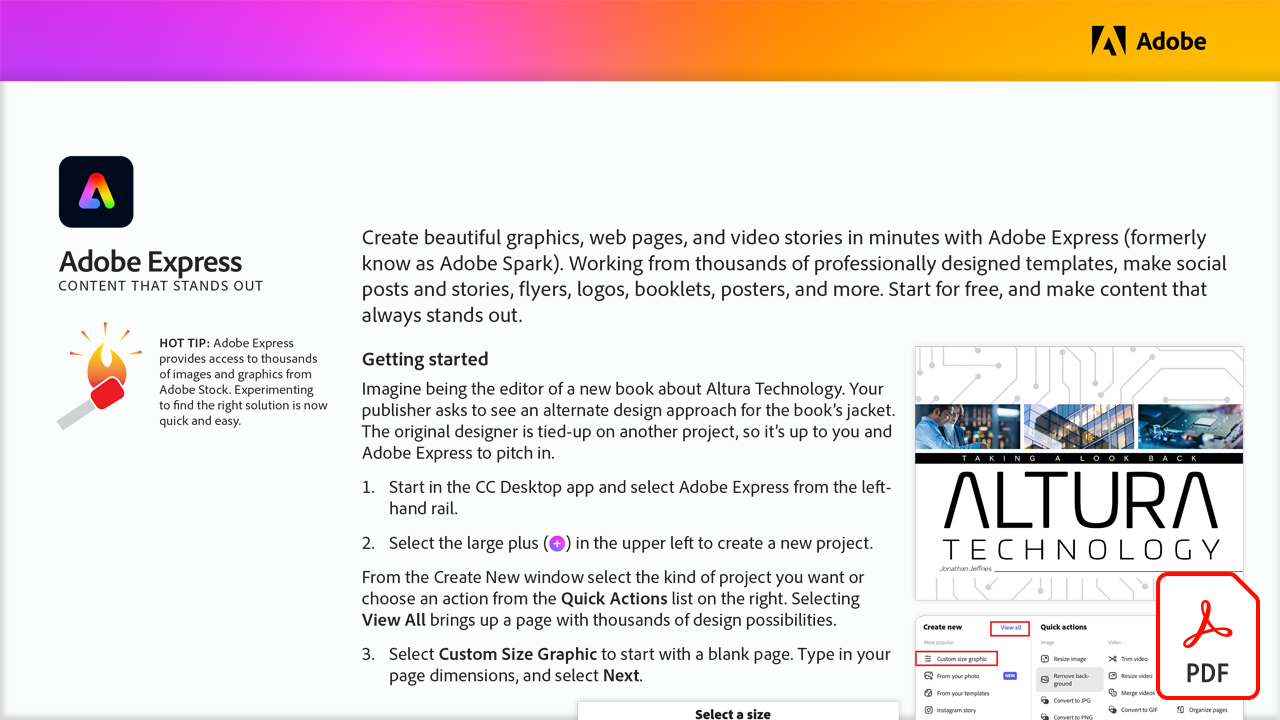 Adobe
Adobe Express
CONTENT THAT STANDS OUT
HOT TIP: Adobe Express
provides access to thousands
of images and graphics from
Adobe Stock. Experimenting
to find the right solution is now
quick and easy.
Create beautiful graphics, web pages, and video stories in minutes with Adobe Express (formerly
know as Adobe Spark). Working from thousands of professionally designed templates, make social
posts and stories, flyers, logos, booklets, posters, and more. Start for free, and make content that
always stands out.
Getting started
Imagine being the editor of a new book about Altura Technology. Your
publisher asks to see an alternate design approach for the book’s jacket.
The original designer is tied-up on another project, so it’s up to you and
Adobe Express to pitch in.
1. Start in the CC Desktop app and select Adobe Express from the left-
hand rail.
2. Select the large plus (+) in the upper left to create a new project.
From the Create New window select the kind of project you want or
choose an action from the Quick Actions list on the right. Selecting
View All brings up a page with thousands of design possibilities.
3. Select Custom Size Graphic to start with a blank page. Type in your
page dimensions, and select Next.
Select a size
TAKING A LOOK BACK
ALTURA
TECHNOLOGY
Jonathan Jeffries
Create new
View all
Most popular
Custom size graphic
From your photo
NEW
From your templates
Instagram story
Quick actions
Image
Resize image
Remove back-
ground
Convert to JPG
Convert to PNG
Video
Trim video
Resize video
Merge videos
Convert to GIF
Organize pages
PDF